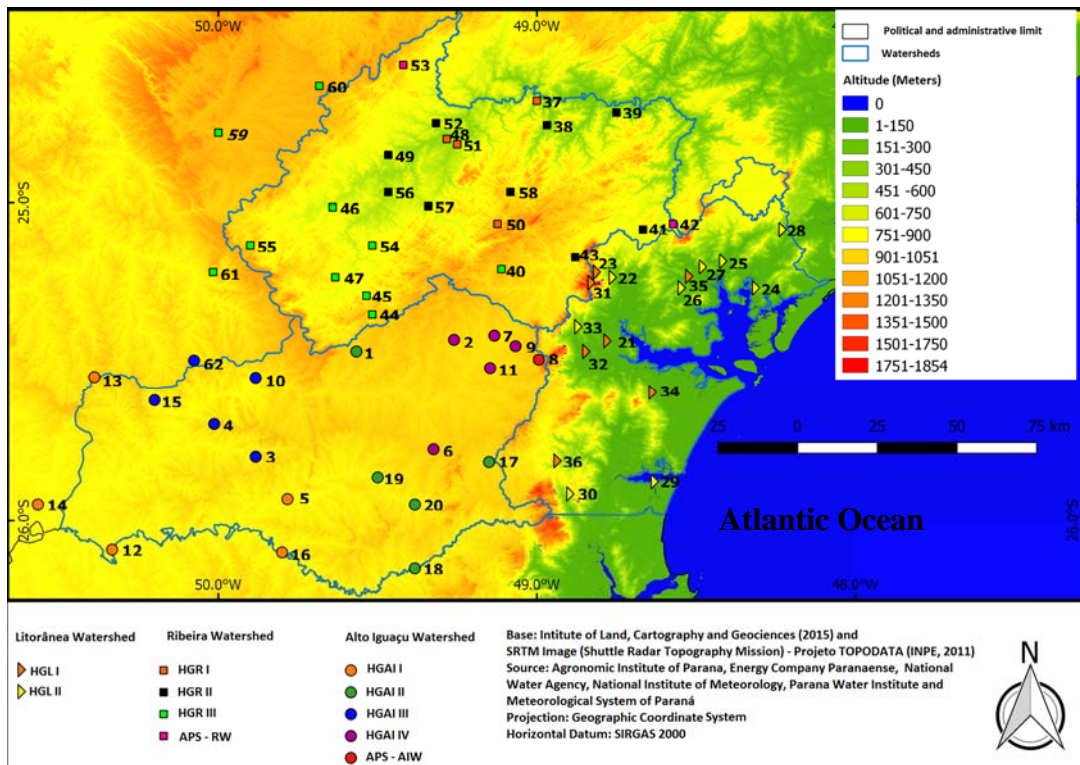 50.0°W
49.0°W
Political and administrative limit
Watersheds
Altitude (Meters)
0
1-150
151-300
301-450
451 -600
601-750
751-900
901-1051
1051-1200
1201-1350
1351-1500
1501-1750
1751-1854
53
60
37
59
52
48
38
39
51
49
25.0°S
56
58
46
57
50
42
41
28
55
54
43
23
25
61
47
40
22
27
35
24
45
31
26
44
33
7
2
9
21
1
8
32
62
11
13
10
34
15
25
0
25
50
75 km
4
6
3
17
36
19
29
14
5
20
30
26.0°S
Atlantic Ocean
26.0°S
12
16
18
50.0°W
49.0°W
48.0°W
Litorânea Watershed
HGL I
HGL II
Ribeira Watershed
HGR I
HGR II
HGR III
APS - RW
Alto Iguaçu Watershed
HGAI I
HGAI II
HGAI III
HGAI IV
APS - AIW
Base: Intitute of Land, Cartography and Geociences (2015) and
SRTM Image (Shuttle Radar Topography Mission) - Projeto TOPODATA (INPE, 2011)
Source: Agronomic Institute of Parana, Energy Company Paranaense, National
Water Agency, National Institute of Meteorology, Parana Water Institute and
Meteorological System of Paraná
Projection: Geographic Coordinate System
Horizontal Datum: SIRGAS 2000
N